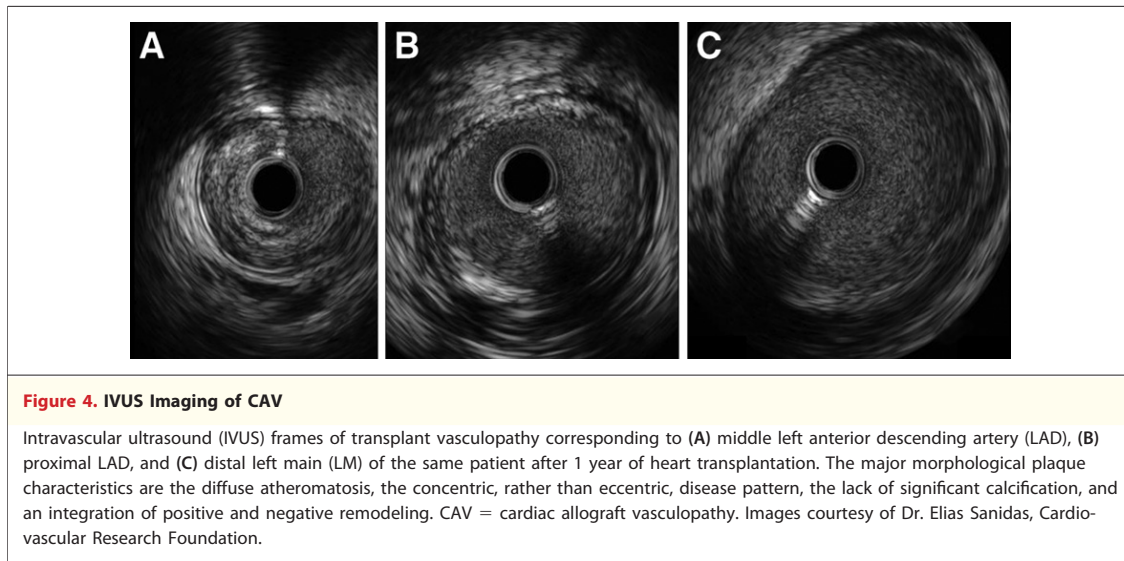 A B C
Figure 4. IVUS Imaging of CAV
Intravascular ultrasound (IVUS) frames of transplant vasculopathy corresponding to (A) middle left anterior descending artery (LAD), (B)
proximal LAD, and (C) distal left main (LM) of the same patient after 1 year of heart transplantation. The major morphological plaque
characteristics are the diffuse atheromatosis, the concentric, rather than eccentric, disease pattern, the lack of significant calcification, and
an integration of positive and negative remodeling. CAV = cardiac allograft vasculopathy. Images courtesy of Dr. Elias Sanidas, Cardio-
vascular Research Foundation.